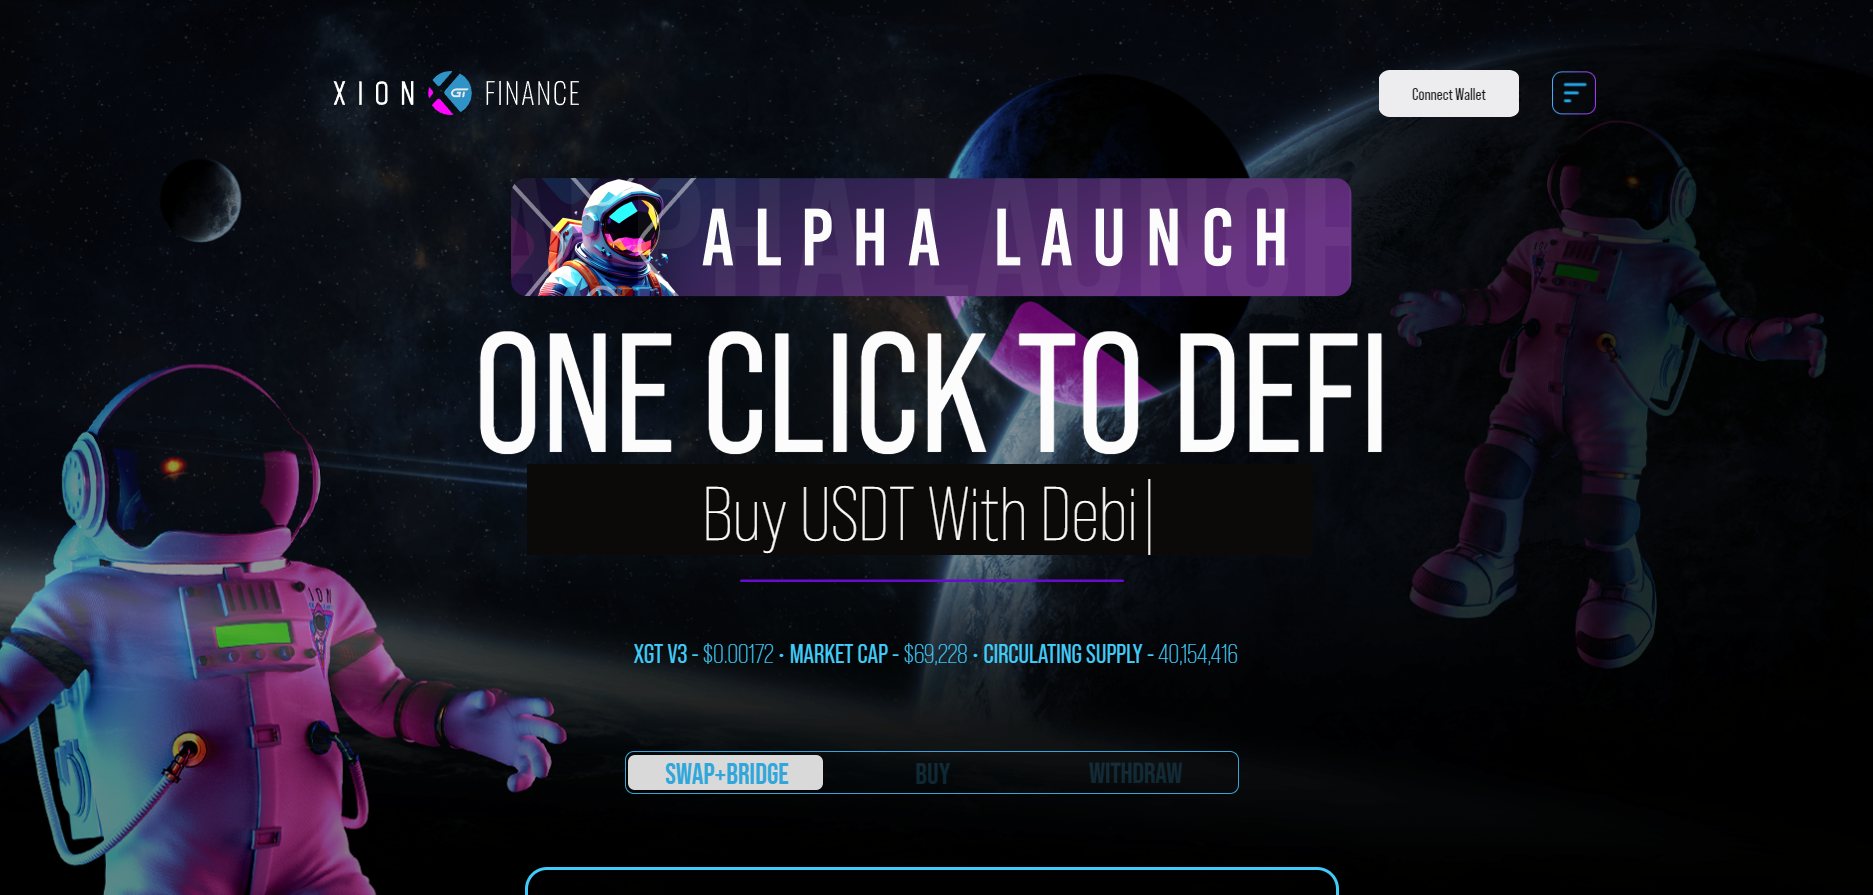 XION GT FINANCE
Connect Wallet
ALPHA LAUNCH
ONE CLICK TO DEFI
Buy USDT With Debi
XGT V3 - $0.00172 • MARKET CAP - $69,228 • CIRCULATING SUPPLY - 40,154,416
SWAP+BRIDGE BUY WITHDRAW